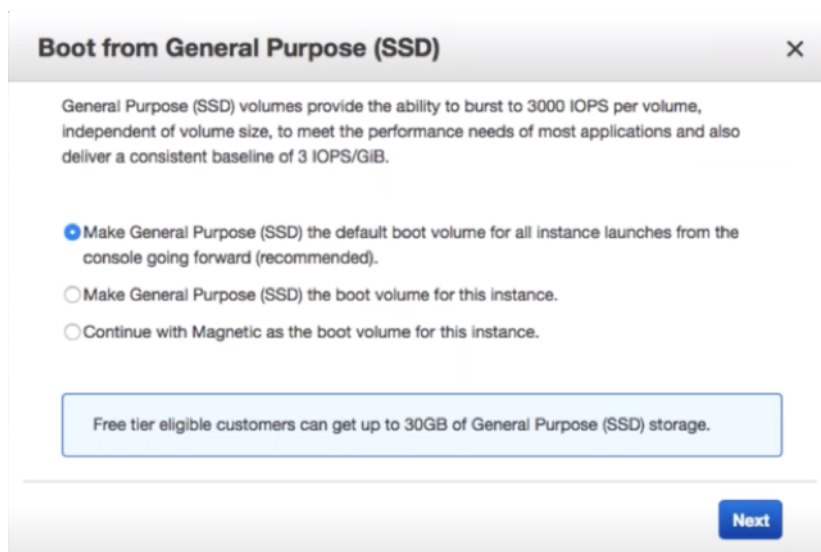 Boot from General Purpose (SSD)
General Purpose (SSD) volumes provide the ability to burst to 3000 IOPS per volume,
independent of volume size, to meet the performance needs of most applications and also
deliver a consistent baseline of 3 IOPS/GiB.
Make General Purpose (SSD) the default boot volume for all instance launches from the
console going forward (recommended).
Make General Purpose (SSD) the boot volume for this instance.
Continue with Magnetic as the boot volume for this instance.
Free tier eligible customers can get up to 30GB of General Purpose (SSD) storage.
Next